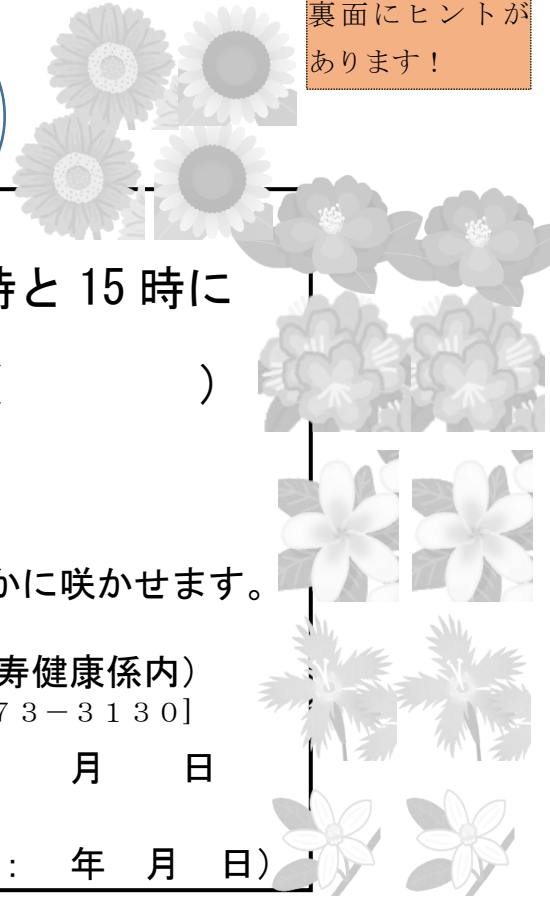 裏面にヒントが
あります！
時と 15 時に
（　　　　）
かに咲かせます。
寿健康係内）
７３－３１３０]
月　　日
：　年　月　日）